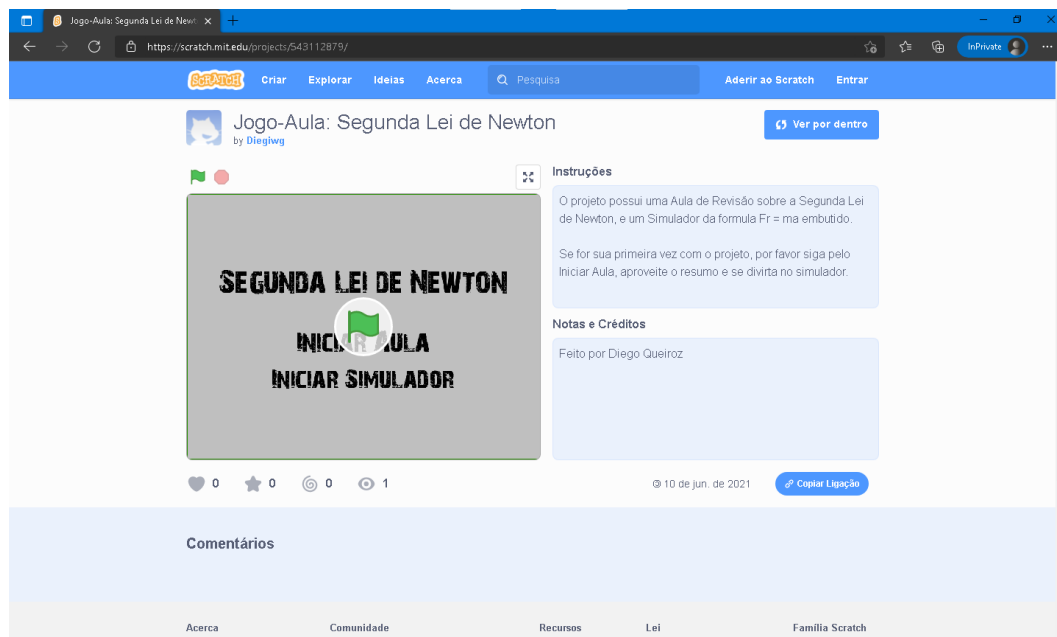 Jogo-Aula: Segunda Lei de Newt
https://scratch.mit.edu/projects/543112879/
InPrivate
SCRATCH Criar Explorar Ideias Acerca Pesquisa Aderir ao Scratch Entrar
Jogo-Aula: Segunda Lei de Newton
by Diegiwg
Ver por dentro
Instruções
O projeto possui uma Aula de Revisão sobre a Segunda Lei
de Newton, e um Simulador da formula Fr = ma embutido.
Se for sua primeira vez com o projeto, por favor siga pelo
Iniciar Aula, aproveite o resumo e se divirta no simulador.
Segunda Lei de Newton
Iniciar Aula
Iniciar Simulador
Notas e Créditos
Feito por Diego Queiroz
0 0 0 1
© 10 de jun. de 2021
Copiar Ligação
Comentários
Acerca Comunidade Recursos Lei Família Scratch